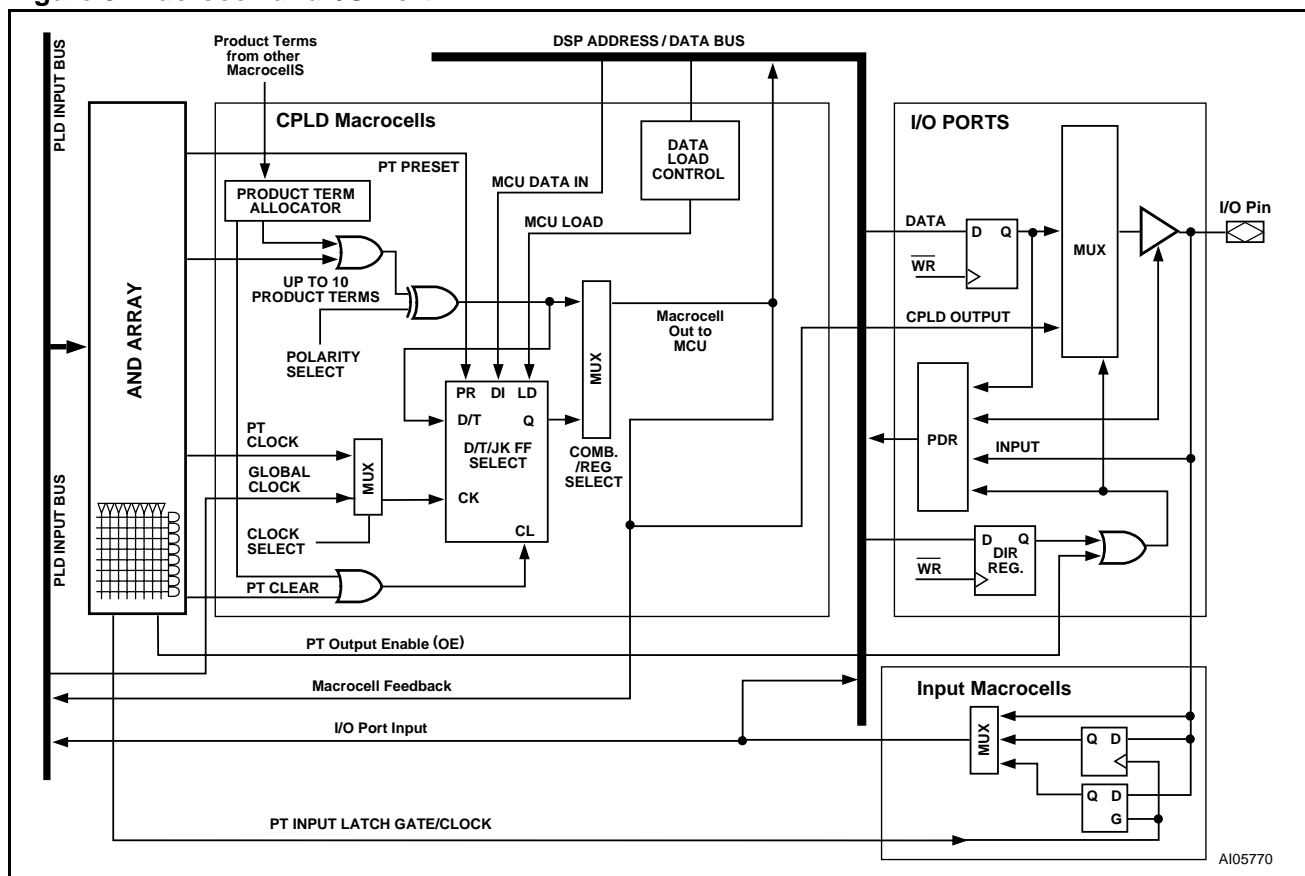 Product Terms
from other
MacrocellS
DSP ADDRESS / DATA BUS
PLD INPUT BUS
CPLD Macrocells
I/O PORTS
DATA
LOAD
CONTROL
PT PRESET
MCU DATA IN
PRODUCT TERM
ALLOCATOR
MCU LOAD
DATA
D Q
WR
MUX
I/O Pin
AND ARRAY
UP TO 10
PRODUCT TERMS
POLARITY
SELECT
MUX
Macrocell
Out to
MCU
CPLD OUTPUT
PR DI LD
D/T Q
D/T/JK FF
SELECT
CK
CL
COMB.
/REG
SELECT
PDR
INPUT
PT
CLOCK
GLOBAL
CLOCK
MUX
CLOCK
SELECT
PLD INPUT BUS
PT CLEAR
D Q
DIR
REG.
WR
PT Output Enable (OE)
Macrocell Feedback
I/O Port Input
Input Macrocells
MUX
Q D
Q D
G
PT INPUT LATCH GATE/CLOCK
AI05770